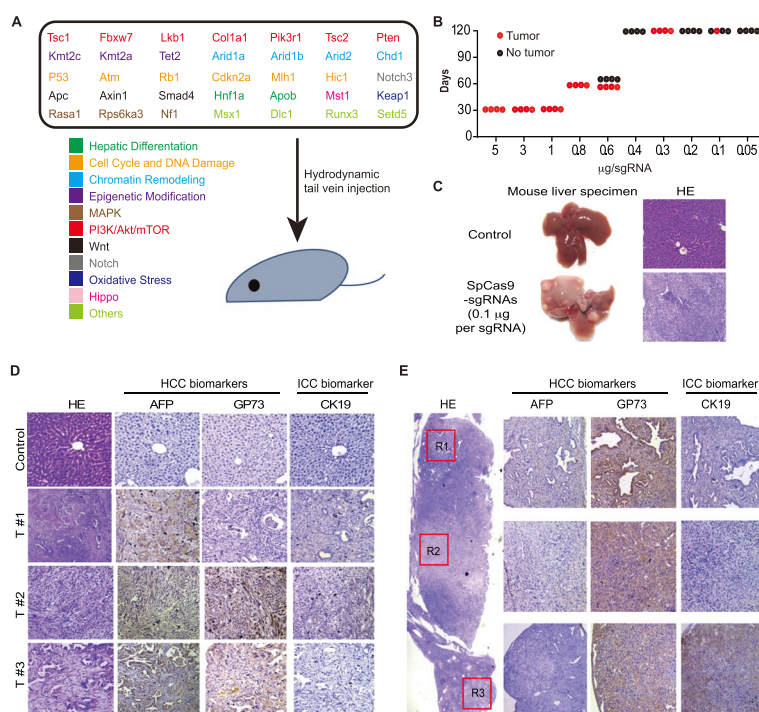 A
Tsc1 Fbxw7 Lkb1 Col1a1 Pik3r1 Tsc2 Pten
Kmt2c Kmt2a Tet2 Arid1a Arid1b Arid2 Chd1
P53 Atm Rb1 Cdkn2a Mlh1 Hic1 Notch3
Apc Axin1 Smad4 Hnf1a Apob Mst1 Keap1
Rasa1 Rps6ka3 Nf1 Msx1 Dlc1 Runx3 Setd5
Hepatic Differentation
Cell Cycle and DNA Damage
Chromatin Remodeling
Epigenetic Modification
MAPK
PI3K/Akt/mTOR
Wnt
Notch
Oxidative Stress
Hippo
Others
Hydrodynamic
tail vein injection
B
Tumor
No tumor
Days
120
90
60
30
0
5 3 1 0.8 0.6 0.4 0.3 0.2 0.1 0.05
μg/sgRNA
C
Mouse liver specimen HE
Control
SpCas9
-sgRNAs
(0.1 μg
per sgRNA)
D
HCC biomarkers ICC biomarker
HE AFP GP73 CK19
Control
T #1
T #2
T #3
E
HCC biomarkers ICC biomarker
HE AFP GP73 CK19
R1
R2
R3